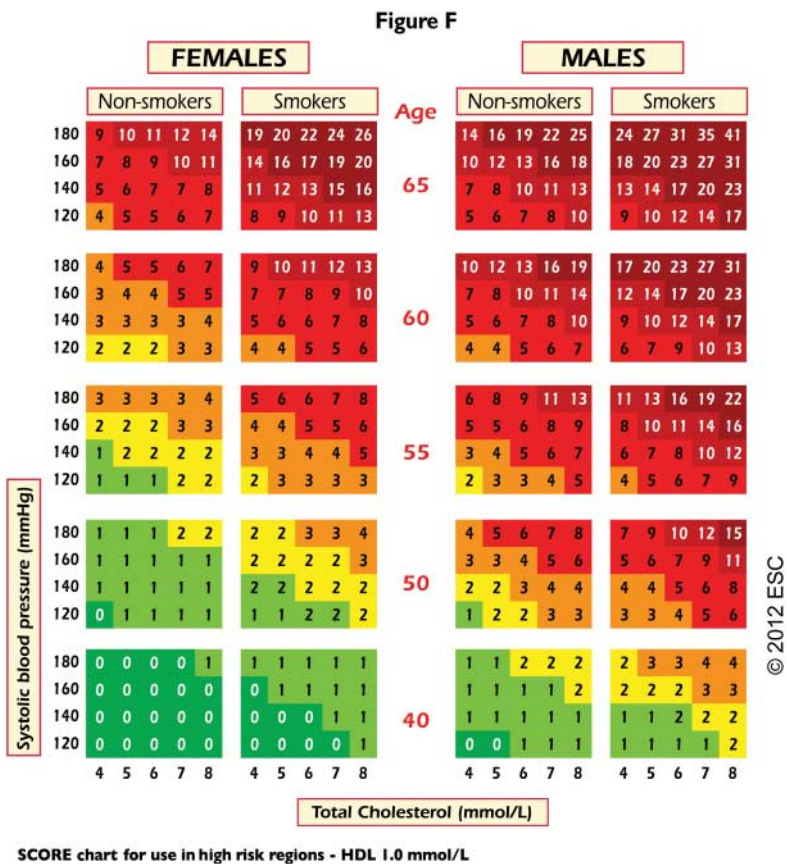 Figure F
FEMALES MALES
Non-smokers Smokers Age Non-smokers Smokers
180 9 10 11 12 14 19 20 22 24 26 14 16 19 22 25 24 27 31 35 41
160 7 8 9 10 11 14 16 17 19 20 10 12 13 16 18 18 20 23 27 31
140 5 6 7 7 8 11 12 13 15 16 65 7 8 10 11 13 13 14 17 20 23
120 4 5 5 6 7 8 9 10 11 13 5 6 7 8 10 9 10 12 14 17
180 4 5 5 6 7 9 10 11 12 13 10 12 13 16 19 17 20 23 27 31
160 3 4 4 5 5 7 7 8 9 10 7 8 10 11 14 12 14 17 20 23
140 3 3 3 3 4 5 6 6 7 8 60 5 6 7 8 10 9 10 12 14 17
120 2 2 2 3 3 4 4 5 5 6 4 4 5 6 7 6 7 9 10 13
180 3 3 3 3 4 5 6 6 7 8 6 8 9 11 13 11 13 16 19 22
160 2 2 2 3 3 4 4 5 5 6 5 5 6 8 9 8 10 11 14 16
140 1 2 2 2 2 3 3 4 4 5 55 3 4 5 6 7 6 7 8 10 12
120 1 1 1 2 2 2 3 3 3 3 2 3 3 4 5 4 5 6 7 9
180 1 1 1 2 2 2 2 3 3 4 4 5 6 7 8 7 9 10 12 15
160 1 1 1 1 1 2 2 2 2 3 3 3 4 5 6 5 6 7 9 11
140 1 1 1 1 1 2 2 2 2 2 50 2 2 3 4 4 4 4 5 6 8
120 0 1 1 1 1 1 1 2 2 2 1 2 2 3 3 3 3 4 5 6
180 0 0 0 0 1 1 1 1 1 1 1 1 2 2 2 2 3 3 4 4
160 0 0 0 0 0 0 1 1 1 1 1 1 1 1 2 2 2 2 3 3
140 0 0 0 0 0 0 0 0 1 1 40 1 1 1 1 1 1 1 2 2 2
120 0 0 0 0 0 0 0 0 0 1 0 0 1 1 1 1 1 1 1 2
4 5 6 7 8 4 5 6 7 8 4 5 6 7 8 4 5 6 7 8
Systolic blood pressure (mmHg)
Total Cholesterol (mmol/L)
© 2012 ESC
SCORE chart for use in high risk regions - HDL 1.0 mmol/L